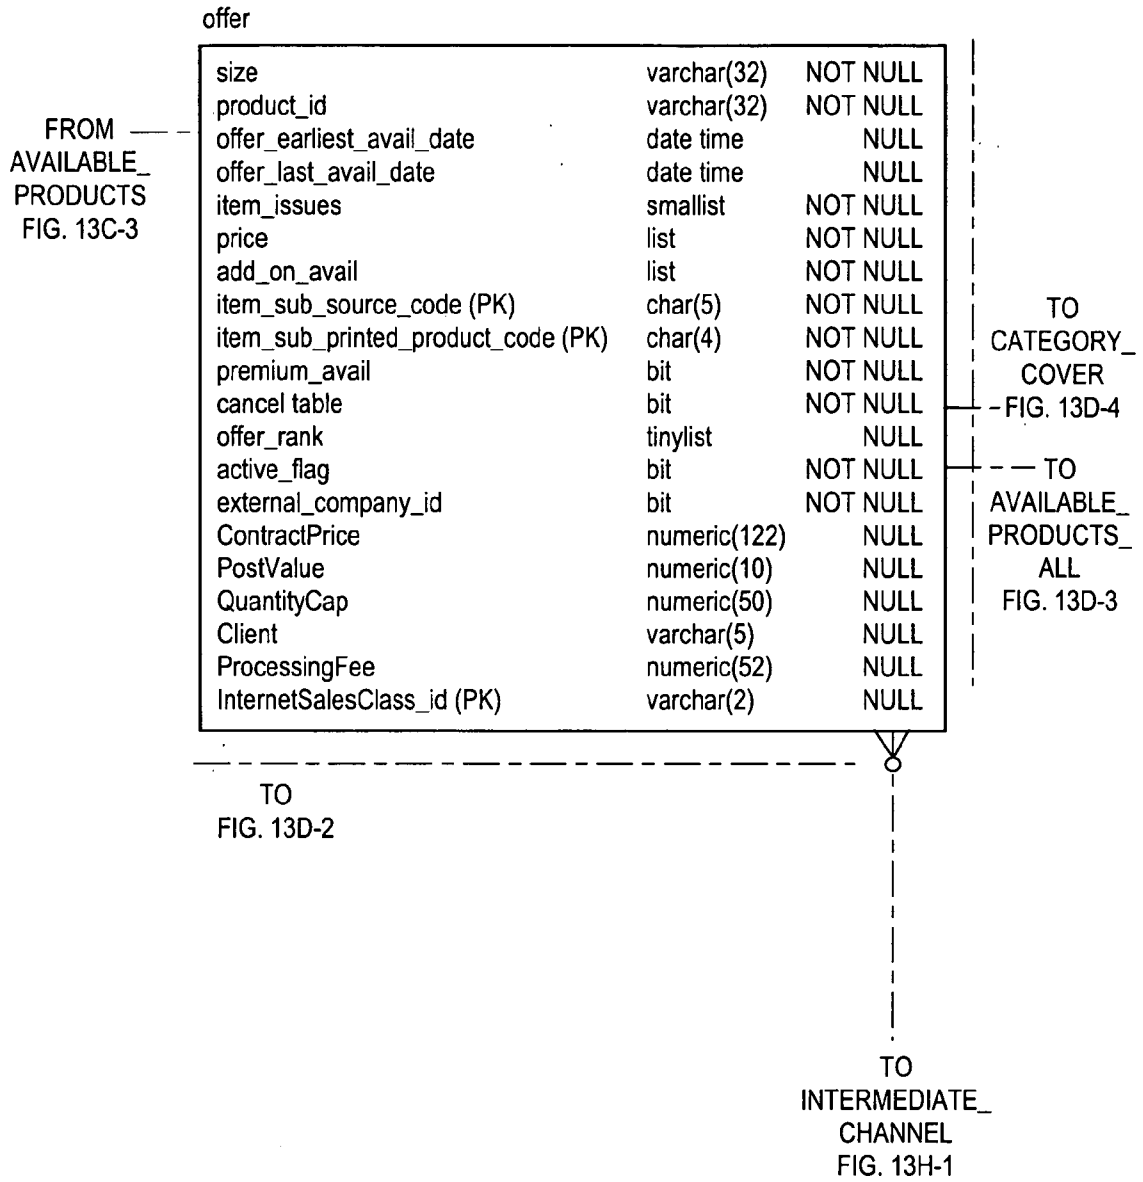 offer
size varchar(32) NOT NULL
product_id varchar(32) NOT NULL
offer_earliest_avail_date date time NULL
offer_last_avail_date date time NULL
item_issues smallist NOT NULL
price list NOT NULL
add_on_avail list NOT NULL
item_sub_source_code (PK) char(5) NOT NULL
item_sub_printed_product_code (PK) char(4) NOT NULL
premium_avail bit NOT NULL
cancel table bit NOT NULL
offer_rank tinylist NULL
active_flag bit NOT NULL
external_company_id bit NOT NULL
ContractPrice numeric(122) NULL
PostValue numeric(10) NULL
QuantityCap numeric(50) NULL
Client varchar(5) NULL
ProcessingFee numeric(52) NULL
InternetSalesClass_id (PK) varchar(2) NULL
FROM
AVAILABLE_
PRODUCTS
FIG. 13C-3
TO
CATEGORY_
COVER
FIG. 13D-4
TO
AVAILABLE_
PRODUCTS_
ALL
FIG. 13D-3
TO
FIG. 13D-2
TO
INTERMEDIATE_
CHANNEL
FIG. 13H-1